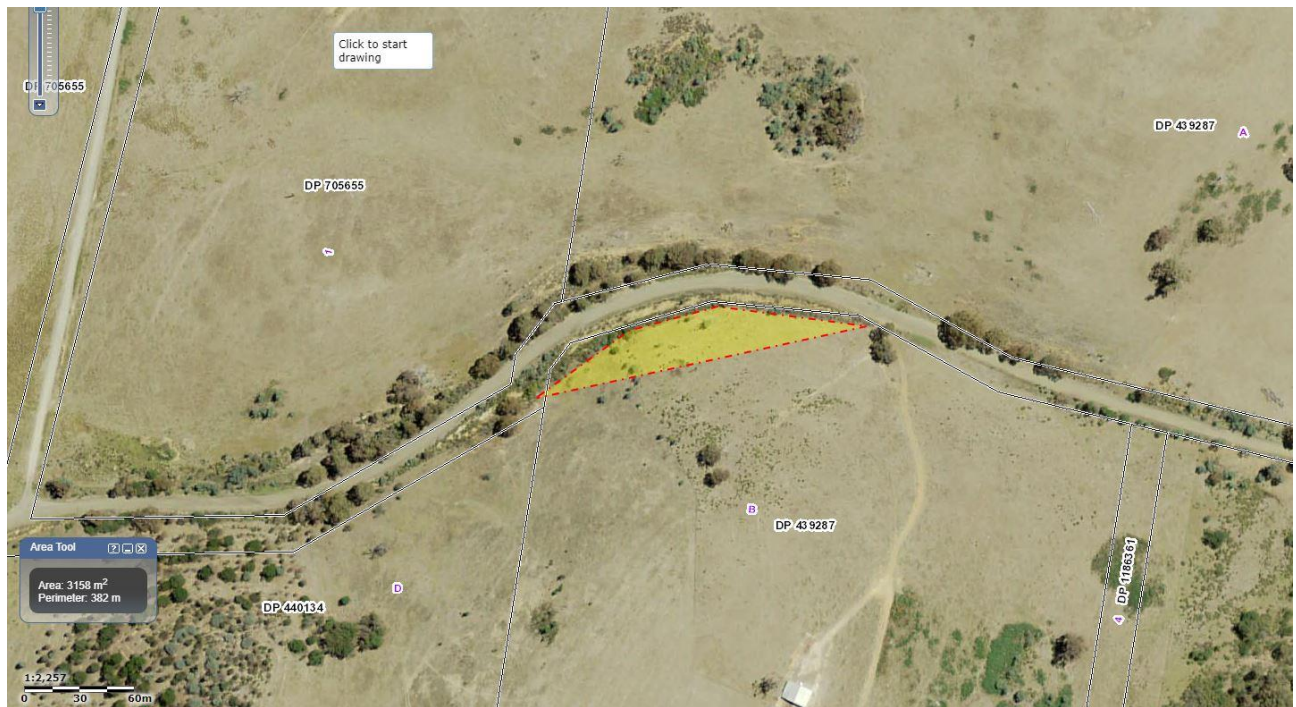 Click to start
drawing
DP 705655
DP 439287
A
DP 705655
1
B
DP 439287
Area Tool
?
Area: 3158 m²
Perimeter: 382 m
D
DP 440134
DP 1186361
4
1:2,257
0 30 60m